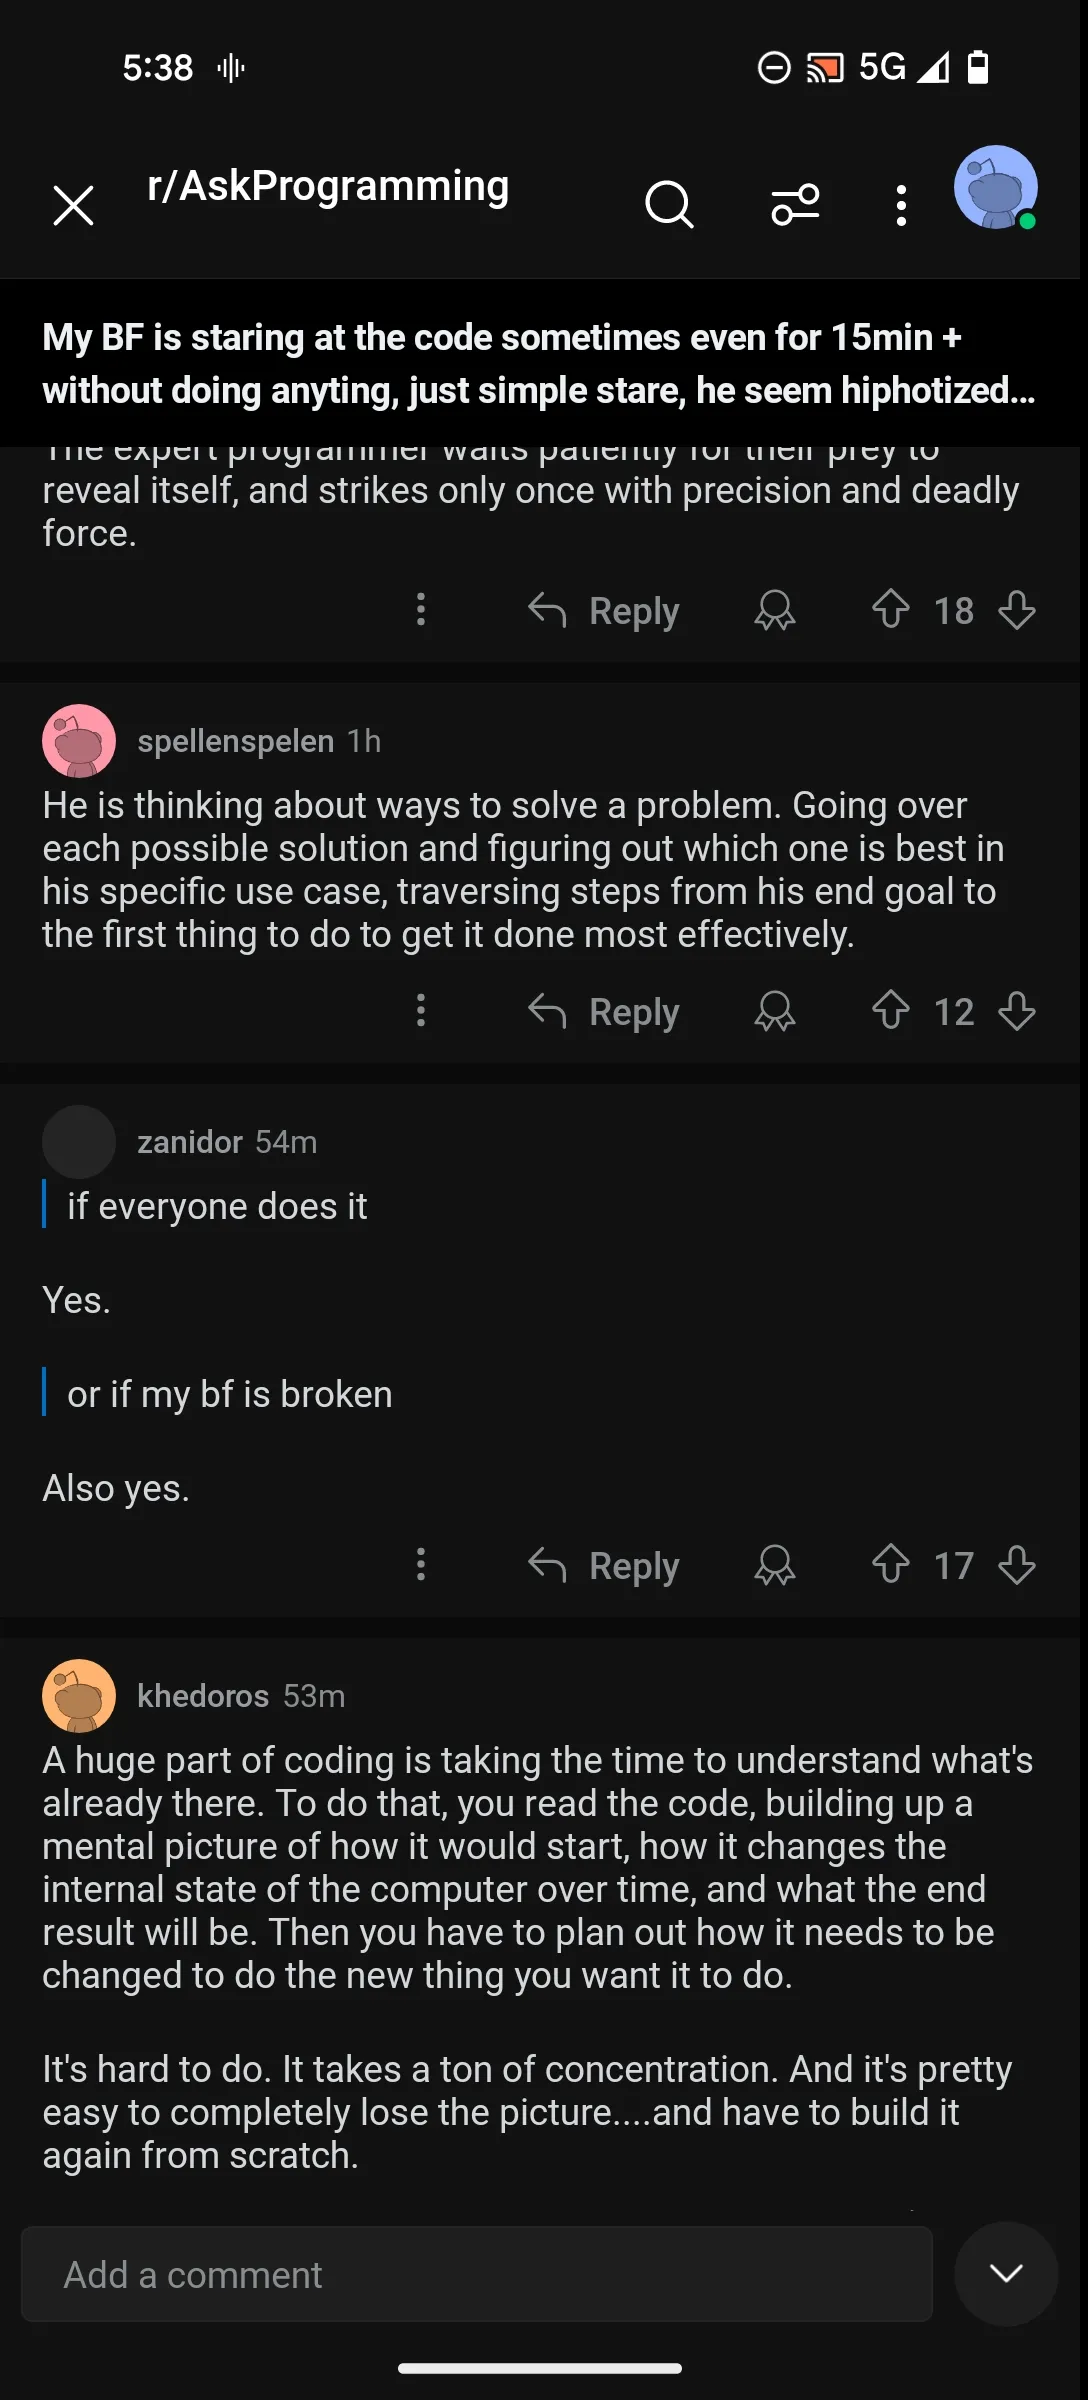 5:38
5G
r/AskProgramming
My BF is staring at the code sometimes even for 15min +
without doing anyting, just simple stare, he seem hiphotized...
The expert programmer waits patiently for their prey to
reveal itself, and strikes only once with precision and deadly
force.
Reply
18
spellenspelen 1h
He is thinking about ways to solve a problem. Going over
each possible solution and figuring out which one is best in
his specific use case, traversing steps from his end goal to
the first thing to do to get it done most effectively.
Reply
12
zanidor 54m
if everyone does it
Yes.
or if my bf is broken
Also yes.
Reply
17
khedoros 53m
A huge part of coding is taking the time to understand what's
already there. To do that, you read the code, building up a
mental picture of how it would start, how it changes the
internal state of the computer over time, and what the end
result will be. Then you have to plan out how it needs to be
changed to do the new thing you want it to do.
It's hard to do. It takes a ton of concentration. And it's pretty
easy to completely lose the picture....and have to build it
again from scratch.
Add a comment